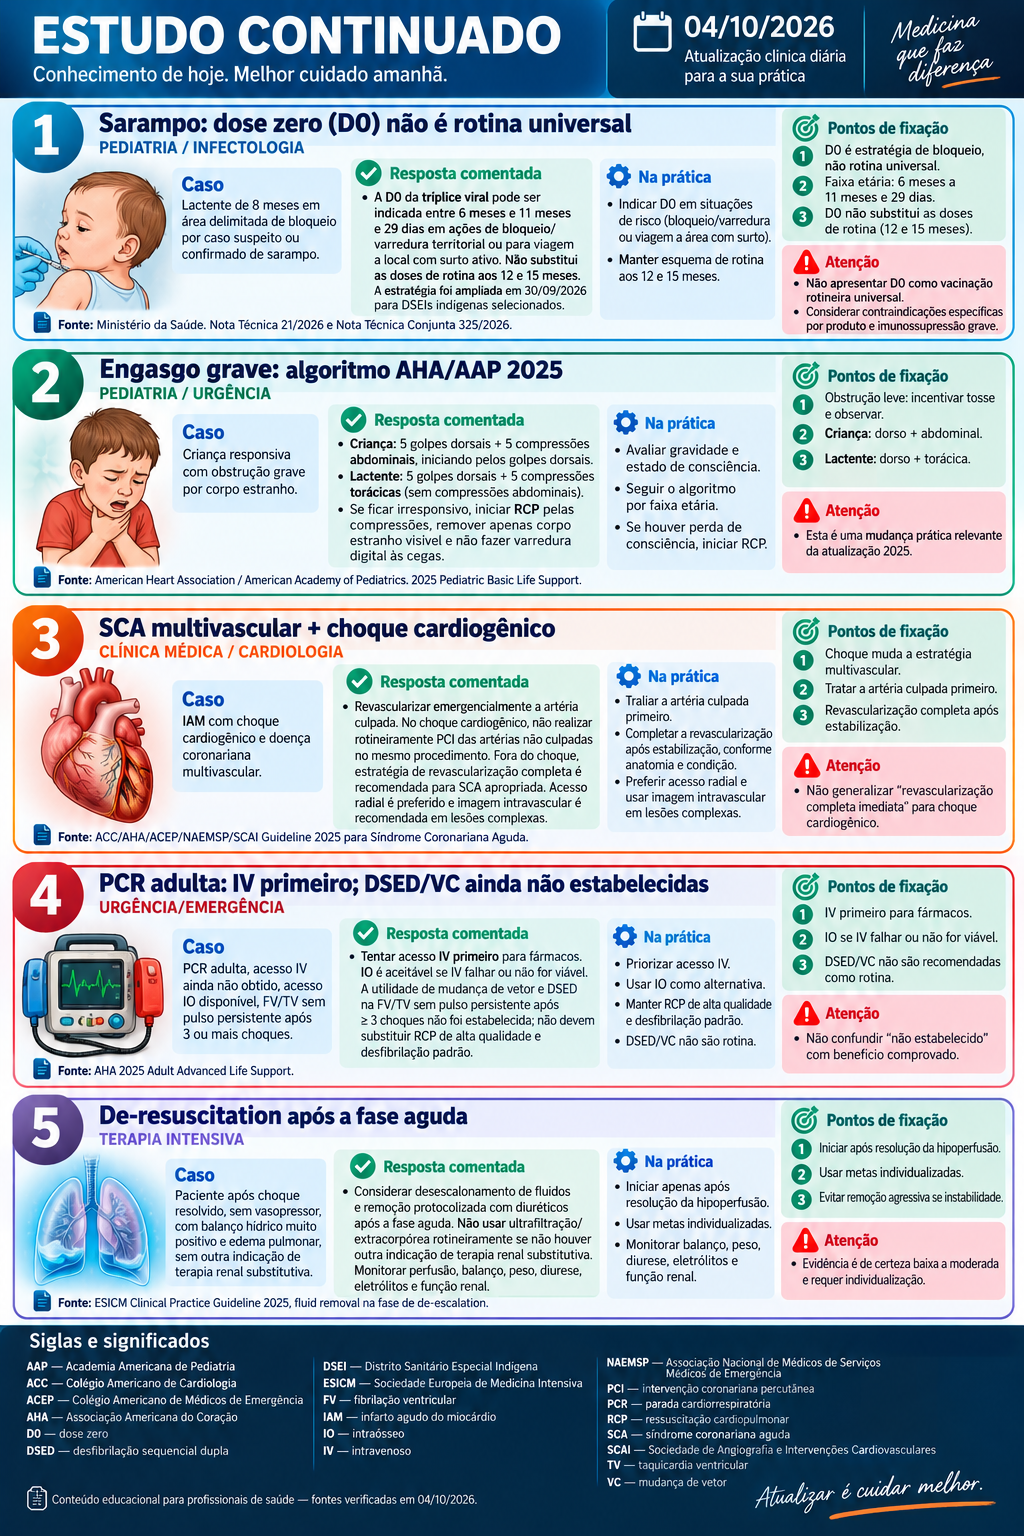 ESTUDO CONTINUADO
Conhecimento de hoje. Melhor cuidado amanhã.
04/10/2026
Atualização clínica diária
para a sua prática
Medicina
que faz
diferença
1
Sarampo: dose zero (D0) não é rotina universal
PEDIATRIA / INFECTOLOGIA
Caso
Lactente de 8 meses em
área delimitada de bloqueio
por caso suspeito ou
confirmado de sarampo.
Resposta comentada
• A D0 da tríplice viral pode ser
indicada entre 6 meses e 11 meses
e 29 dias em ações de bloqueio/
varredura territorial ou para viagem
a local com surto ativo. Não substitui
as doses de rotina aos 12 e 15 meses.
A estratégia foi ampliada em 30/09/2026
para DSEIs indígenas selecionados.
Na prática
• Indicar D0 em situações
de risco (bloqueio/varredura
ou viagem a área com surto).
• Manter esquema de rotina
aos 12 e 15 meses.
Pontos de fixação
1 D0 é estratégia de bloqueio,
não rotina universal.
2 Faixa etária: 6 meses a
11 meses e 29 dias.
3 D0 não substitui as doses
de rotina (12 e 15 meses).
Atenção
• Não apresentar D0 como vacinação
rotineira universal.
• Considerar contraindicações específicas
por produto e imunossupressão grave.
Fonte: Ministério da Saúde. Nota Técnica 21/2026 e Nota Técnica Conjunta 325/2026.
2
Engasgo grave: algoritmo AHA/AAP 2025
PEDIATRIA / URGÊNCIA
Caso
Criança responsiva
com obstrução grave
por corpo estranho.
Resposta comentada
• Criança: 5 golpes dorsais + 5 compressões
abdominais, iniciando pelos golpes dorsais.
• Lactente: 5 golpes dorsais + 5 compressões
torácicas (sem compressões abdominais).
• Se ficar irresponsivo, iniciar RCP pelas
compressões, remover apenas corpo
estranho visível e não fazer varredura
digital às cegas.
Na prática
• Avaliar gravidade e
estado de consciência.
• Seguir o algoritmo
por faixa etária.
• Se houver perda de
consciência, iniciar RCP.
Pontos de fixação
1 Obstrução leve: incentivar tosse
e observar.
2 Criança: dorso + abdominal.
3 Lactente: dorso + torácica.
Atenção
• Esta é uma mudança prática relevante
da atualização 2025.
Fonte: American Heart Association / American Academy of Pediatrics. 2025 Pediatric Basic Life Support.
3
SCA multivascular + choque cardiogênico
CLÍNICA MÉDICA / CARDIOLOGIA
Caso
IAM com choque
cardiogênico e doença
coronariana
multivascular.
Resposta comentada
• Revascularizar emergencialmente a artéria
culpada. No choque cardiogênico, não realizar
rotineiramente PCI das artérias não culpadas
no mesmo procedimento. Fora do choque,
estratégia de revascularização completa é
recomendada para SCA apropriada. Acesso
radial é preferido e imagem intravascular é
recomendada em lesões complexas.
Na prática
• Traliar a artéria culpada
primeiro.
• Completar a revascularização
após estabilização, conforme
anatomia e condição.
• Preferir acesso radial e
usar imagem intravascular
em lesões complexas.
Pontos de fixação
1 Choque muda a estratégia
multivascular.
2 Tratar a artéria culpada primeiro.
3 Revascularização completa após
estabilização.
Atenção
• Não generalizar “revascularização
completa imediata” para choque
cardiogênico.
Fonte: ACC/AHA/ACEP/NAEMSP/SCAI Guideline 2025 para Síndrome Coronariana Aguda.
4
PCR adulta: IV primeiro; DSED/VC ainda não estabelecidas
URGÊNCIA/EMERGÊNCIA
Caso
PCR adulta, acesso IV
ainda não obtido, acesso
IO disponível, FV/TV sem
pulso persistente após
3 ou mais choques.
Resposta comentada
• Tentar acesso IV primeiro para fármacos.
IO é aceitável se IV falhar ou não for viável.
A utilidade de mudança de vetor e DSED
na FV/TV sem pulso persistente após
≥ 3 choques não foi estabelecida; não devem
substituir RCP de alta qualidade e
desfibrilação padrão.
Na prática
• Priorizar acesso IV.
• Usar IO como alternativa.
• Manter RCP de alta qualidade
e desfibrilação padrão.
• DSED/VC não são rotina.
Pontos de fixação
1 IV primeiro para fármacos.
2 IO se IV falhar ou não for viável.
3 DSED/VC não são recomendadas
como rotina.
Atenção
• Não confundir “não estabelecido”
com benefício comprovado.
Fonte: AHA 2025 Adult Advanced Life Support.
5
De-resuscitation após a fase aguda
TERAPIA INTENSIVA
Caso
Paciente após choque
resolvido, sem vasopressor,
com balanço hídrico muito
positivo e edema pulmonar,
sem outra indicação de
terapia renal substitutiva.
Resposta comentada
• Considerar desescalonamento de fluidos
e remoção protocolizada com diuréticos
após a fase aguda. Não usar ultrafiltração/
extracorpórea rotineiramente se não houver
outra indicação de terapia renal substitutiva.
Monitorar perfusão, balanço, peso, diurese,
eletrólitos e função renal.
Na prática
• Iniciar apenas após
resolução da hipoperfusão.
• Usar metas individualizadas.
• Monitorar balanço, peso,
diurese, eletrólitos e
função renal.
Pontos de fixação
1 Iniciar após resolução da hipoperfusão.
2 Usar metas individualizadas.
3 Evitar remoção agressiva se instabilidade.
Atenção
• Evidência é de certeza baixa a moderada
e requer individualização.
Fonte: ESICM Clinical Practice Guideline 2025, fluid removal na fase de de-escalation.
Siglas e significados
AAP — Academia Americana de Pediatria
ACC — Colégio Americano de Cardiologia
ACEP — Colégio Americano de Médicos de Emergência
AHA — Associação Americana do Coração
D0 — dose zero
DSED — desfibrilação sequencial dupla
DSEI — Distrito Sanitário Especial Indígena
ESICM — Sociedade Europeia de Medicina Intensiva
FV — fibrilação ventricular
IAM — infarto agudo do miocárdio
IO — intraósseo
IV — intravenoso
NAEMSP — Associação Nacional de Médicos de Serviços
Médicos de Emergência
PCI — intervenção coronariana percutânea
PCR — parada cardiorrespiratória
RCP — ressuscitação cardiopulmonar
SCA — síndrome coronariana aguda
SCAI — Sociedade de Angiografia e Intervenções Cardiovasculares
TV — taquicardia ventricular
VC — mudança de vetor
Conteúdo educacional para profissionais de saúde — fontes verificadas em 04/10/2026.
Atualizar é cuidar melhor.